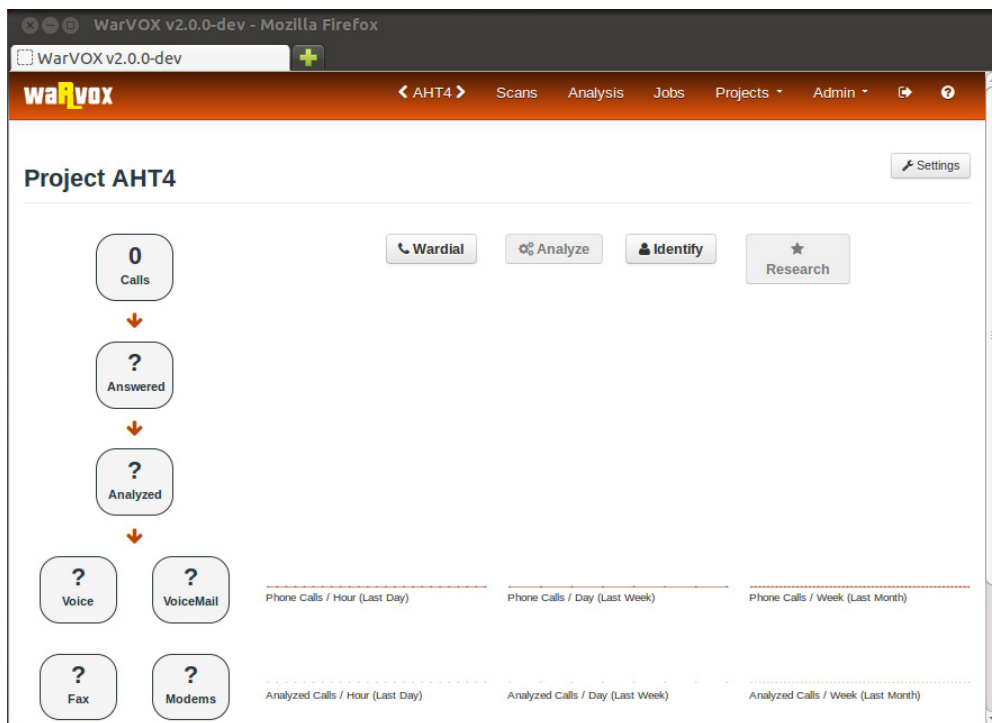 WarVOX v2.0.0-dev - Mozilla Firefox
WarVOX v2.0.0-dev
WaRVOX
AHT4 Scans Analysis Jobs Projects Admin
Project AHT4
Settings
0
Calls
Wardial Analyze Identify Research
?
Answered
?
Analyzed
? ?
Voice VoiceMail
Phone Calls / Hour (Last Day) Phone Calls / Day (Last Week) Phone Calls / Week (Last Month)
? ?
Fax Modems
Analyzed Calls / Hour (Last Day) Analyzed Calls / Day (Last Week) Analyzed Calls / Week (Last Month)